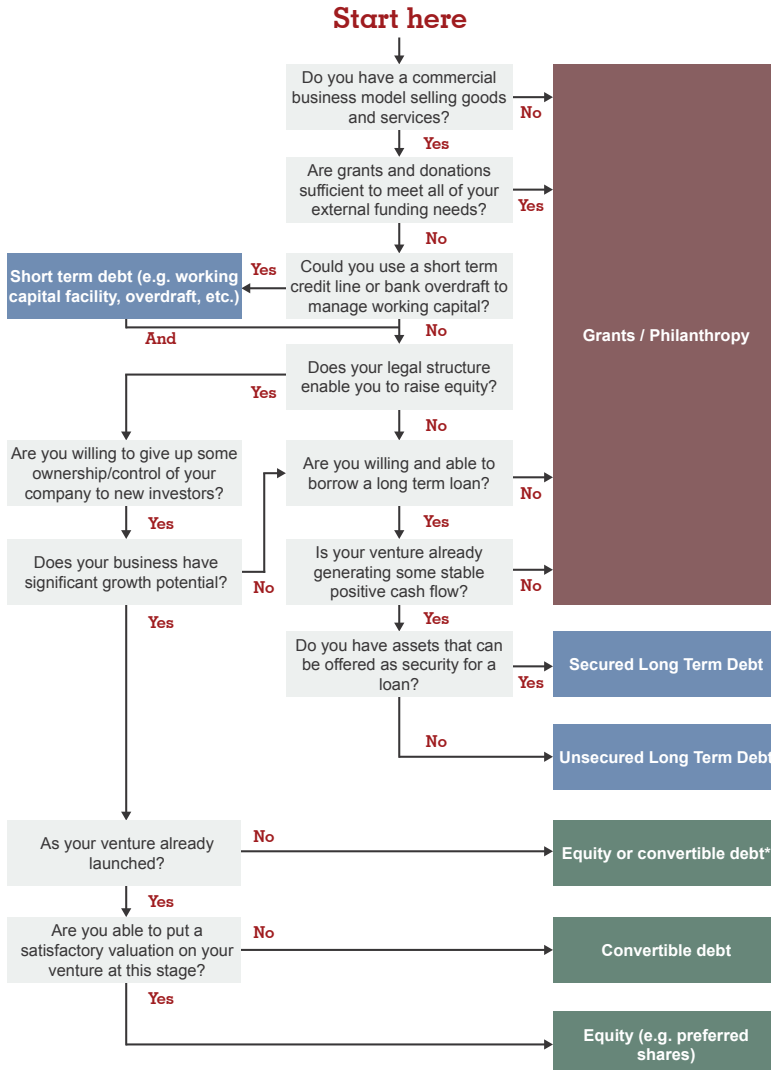 Start here
Do you have a commercial
business model selling goods
and services?
No
Yes
Are grants and donations
sufficient to meet all of your
external funding needs?
Yes
No
Grants / Philanthropy
Short term debt (e.g. working
capital facility, overdraft, etc.)
Yes
Could you use a short term
credit line or bank overdraft to
manage working capital?
And
No
Does your legal structure
enable you to raise equity?
Yes
No
Are you willing to give up some
ownership/control of your
company to new investors?
Yes
Are you willing and able to
borrow a long term loan?
No
Yes
Does your business have
significant growth potential?
No
Yes
Is your venture already
generating some stable
positive cash flow?
No
Yes
Do you have assets that can
be offered as security for a
loan?
Yes
Secured Long Term Debt
No
Unsecured Long Term Debt
As your venture already
launched?
No
Equity or convertible debt*
Yes
Are you able to put a
satisfactory valuation on your
venture at this stage?
No
Convertible debt
Yes
Equity (e.g. preferred
shares)